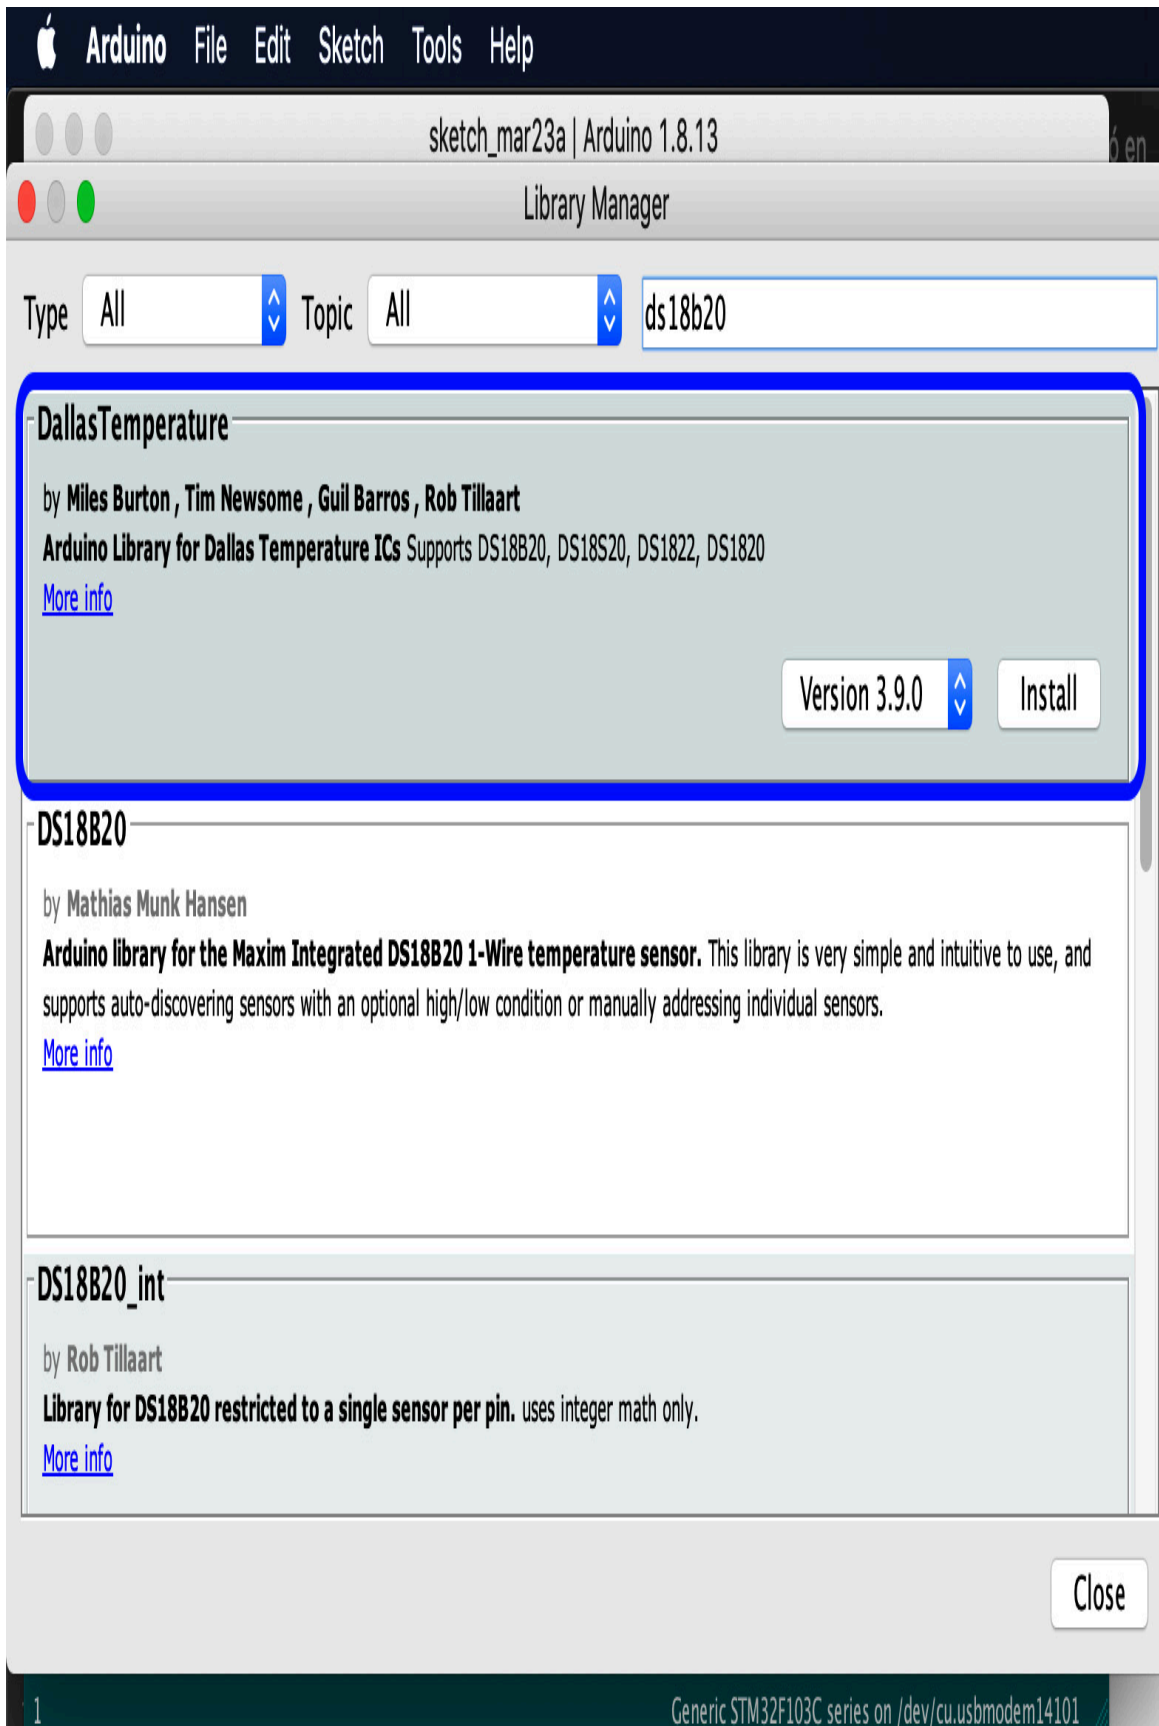 Arduino File Edit Sketch Tools Help
sketch_mar23a | Arduino 1.8.13
ó en
Library Manager
Type All Topic All ds18b20
DallasTemperature
by Miles Burton , Tim Newsome , Guil Barros , Rob Tillaart
Arduino Library for Dallas Temperature ICs Supports DS18B20, DS18S20, DS1822, DS1820
More info
Version 3.9.0 Install
DS18B20
by Mathias Munk Hansen
Arduino library for the Maxim Integrated DS18B20 1-Wire temperature sensor. This library is very simple and intuitive to use, and
supports auto-discovering sensors with an optional high/low condition or manually addressing individual sensors.
More info
DS18B20_int
by Rob Tillaart
Library for DS18B20 restricted to a single sensor per pin. uses integer math only.
More info
Close
1 Generic STM32F103C series on /dev/cu.usbmodem14101